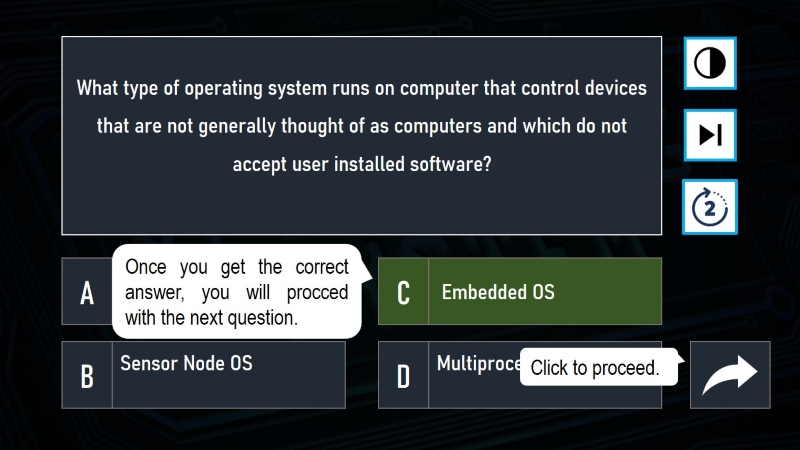 What type of operating system runs on computer that control devices
that are not generally thought of as computers and which do not
accept user installed software?
2
A
Once you get the correct
answer, you will procced
with the next question.
C
Embedded OS
B
Sensor Node OS
D
Click to proceed.